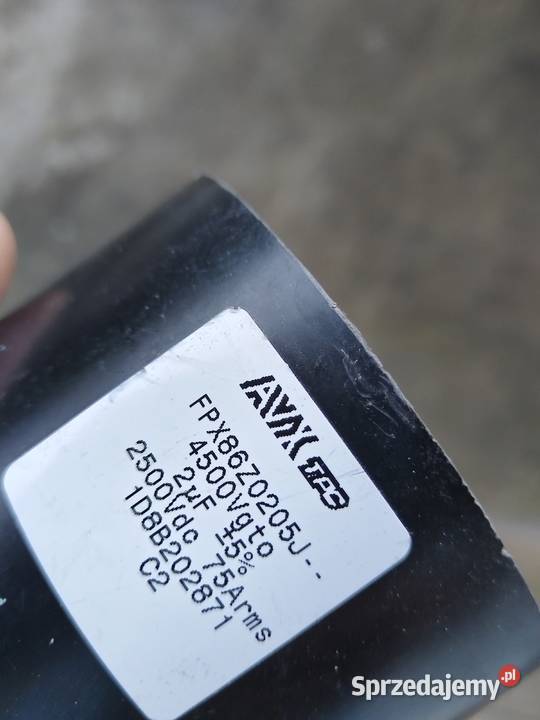 AVX TPC
FPX86Z0205J--
4500Vgto
2µF ±5%
2500Vdc 75Arms
1D8B202871
C2
Sprzedajemy.pl